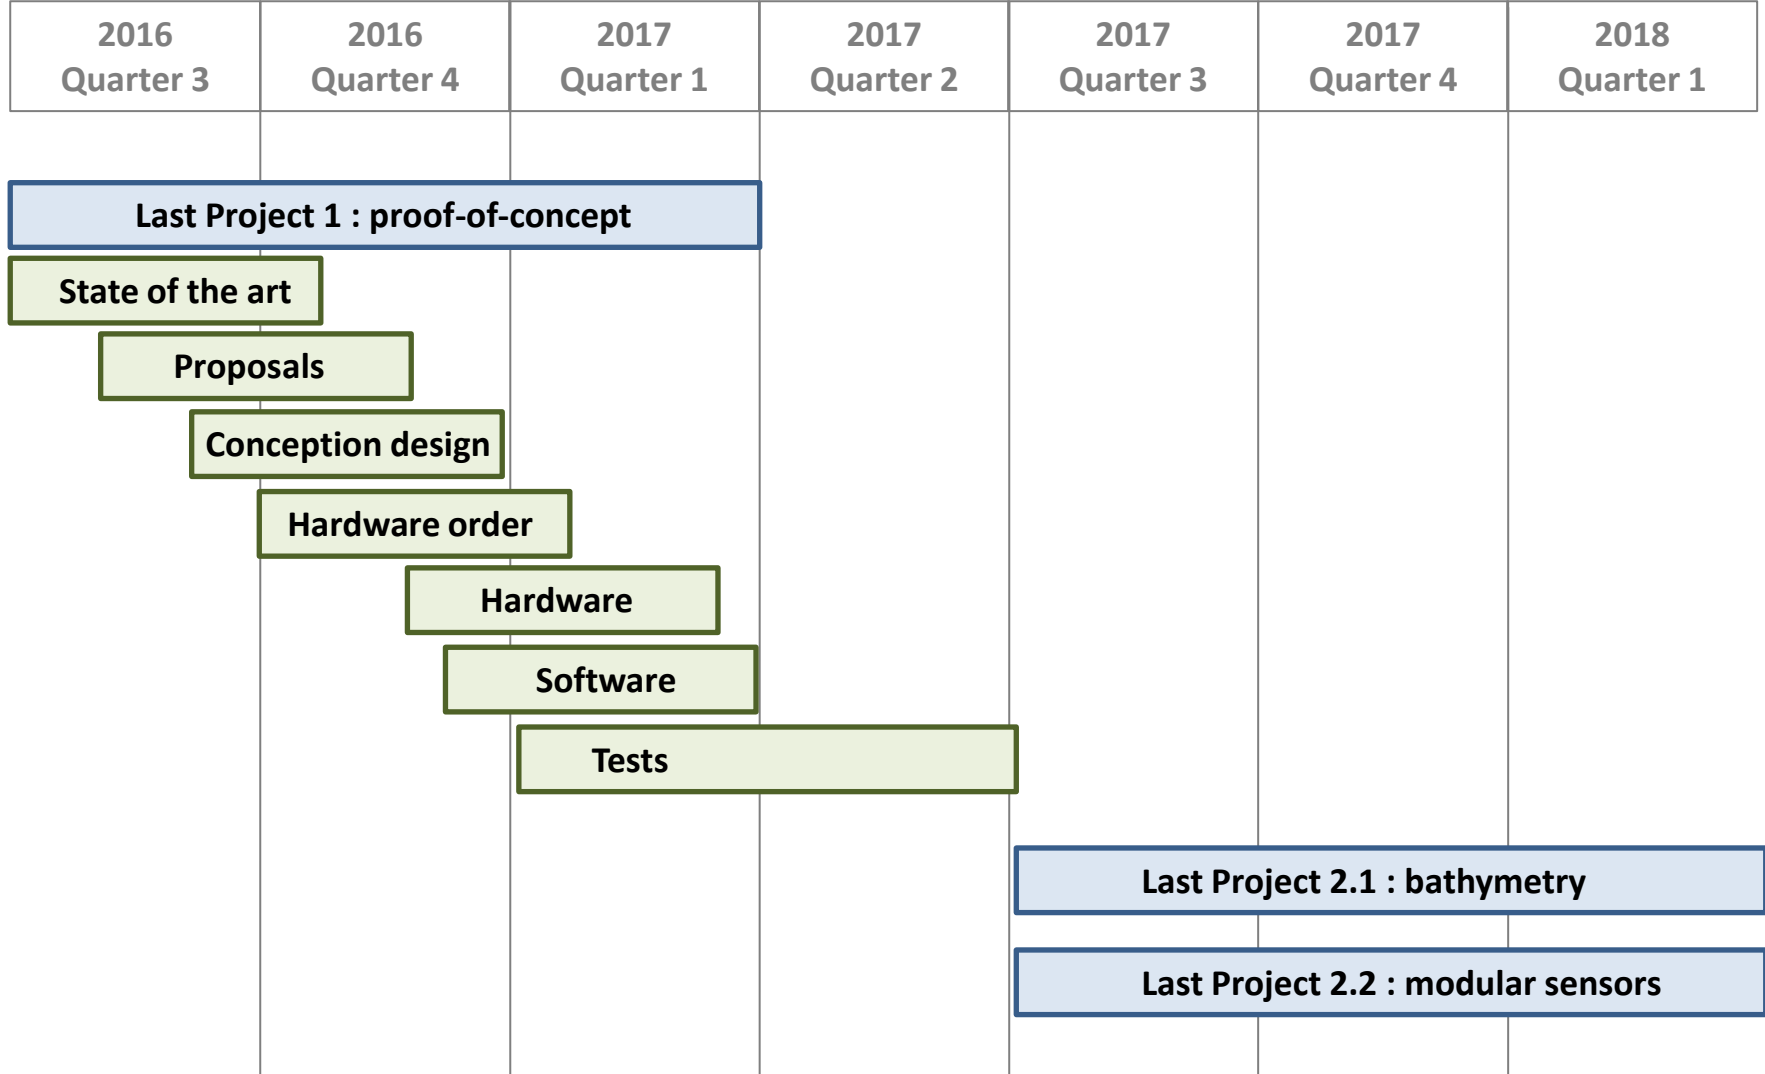 2016 2016 2017 2017 2017 2017 2018
Quarter 3 Quarter 4 Quarter 1 Quarter 2 Quarter 3 Quarter 4 Quarter 1
Last Project 1 : proof-of-concept
State of the art
Proposals
Conception design
Hardware order
Hardware
Software
Tests
Last Project 2.1 : bathymetry
Last Project 2.2 : modular sensors